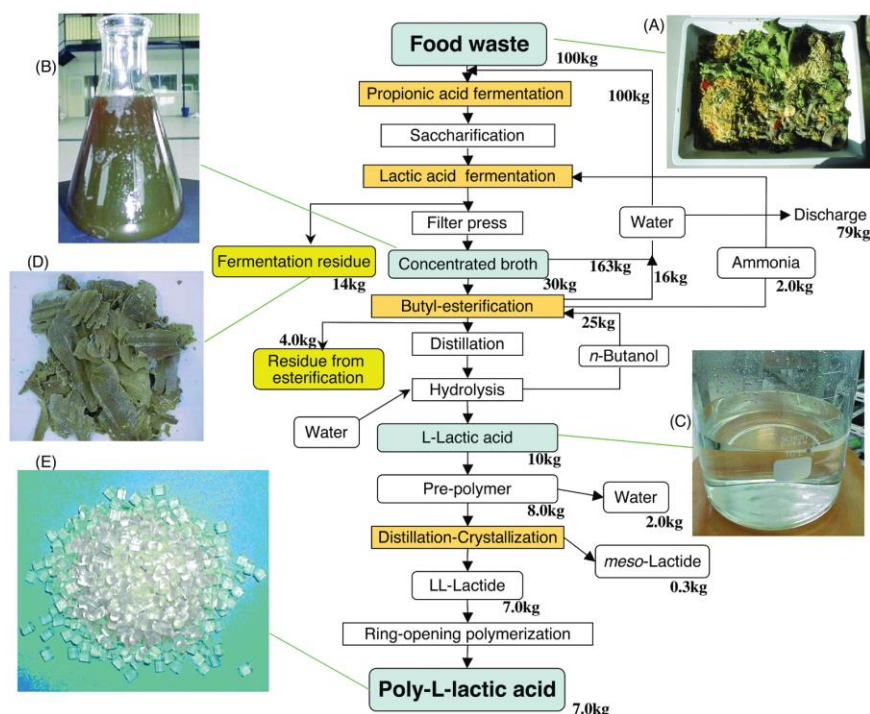 (A)
(B)
Food waste
100kg
Propionic acid fermentation
100kg
Saccharification
Lactic acid fermentation
Filter press
Water
Discharge
79kg
Fermentation residue
14kg
Concentrated broth
30kg
163kg
16kg
Ammonia
2.0kg
(D)
Butyl-esterification
25kg
4.0kg
Residue from
esterification
Distillation
n-Butanol
Hydrolysis
Water
(C)
L-Lactic acid
10kg
(E)
Pre-polymer
8.0kg
Water
2.0kg
Distillation-Crystallization
meso-Lactide
0.3kg
LL-Lactide
7.0kg
Ring-opening polymerization
Poly-L-lactic acid
7.0kg